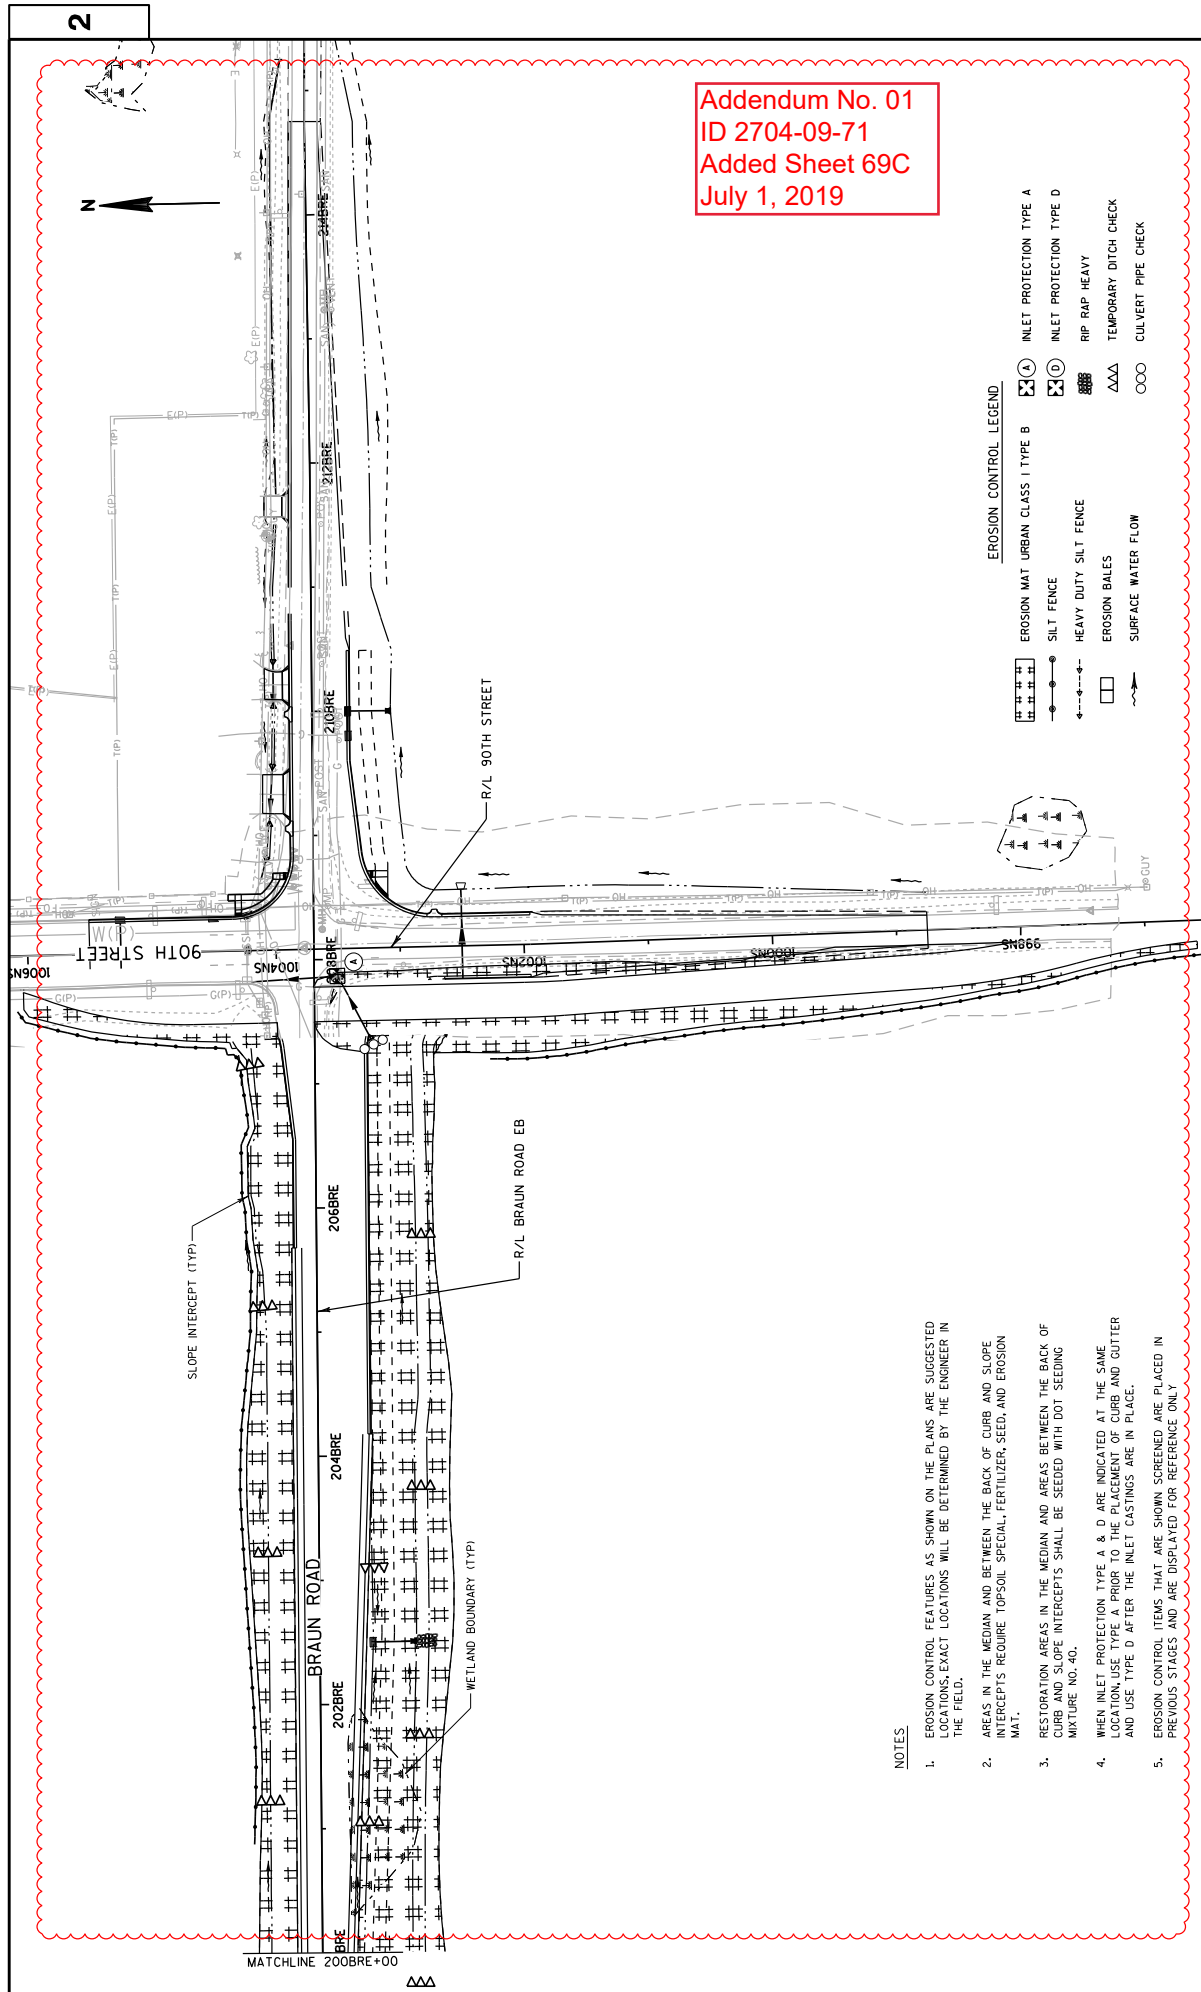 2
Addendum No. 01
ID 2704-09-71
Added Sheet 69C
July 1, 2019
N
EROSION CONTROL LEGEND
EROSION MAT URBAN CLASS I TYPE B
SILT FENCE
HEAVY DUTY SILT FENCE
EROSION BALES
SURFACE WATER FLOW
A INLET PROTECTION TYPE A
D INLET PROTECTION TYPE D
RIP RAP HEAVY
TEMPORARY DITCH CHECK
CULVERT PIPE CHECK
214BRE
212BRE
210BRE
208BRE
206BRE
204BRE
202BRE
BRE
MATCHLINE 200BRE+00
1006NS
1004NS
1002NS
1000NS
998NS
90TH STREET
BRAUN ROAD
R/L 90TH STREET
R/L BRAUN ROAD EB
SLOPE INTERCEPT (TYP)
WETLAND BOUNDARY (TYP)
A
E(P)
E(P)
E(P)
E(P)
E(P)
T(P)
T(P)
T(P)
T(P)
G(P)
G(P)
W(P)
GUY
NOTES
1. EROSION CONTROL FEATURES AS SHOWN ON THE PLANS ARE SUGGESTED
LOCATIONS, EXACT LOCATIONS WILL BE DETERMINED BY THE ENGINEER IN
THE FIELD.
2. AREAS IN THE MEDIAN AND BETWEEN THE BACK OF CURB AND SLOPE
INTERCEPTS REQUIRE TOPSOIL SPECIAL, FERTILIZER, SEED, AND EROSION
MAT.
3. RESTORATION AREAS IN THE MEDIAN AND AREAS BETWEEN THE BACK OF
CURB AND SLOPE INTERCEPTS SHALL BE SEEDED WITH DOT SEEDING
MIXTURE NO. 40.
4. WHEN INLET PROTECTION TYPE A & D ARE INDICATED AT THE SAME
LOCATION, USE TYPE A PRIOR TO THE PLACEMENT OF CURB AND GUTTER
AND USE TYPE D AFTER THE INLET CASTINGS ARE IN PLACE.
5. EROSION CONTROL ITEMS THAT ARE SHOWN SCREENED ARE PLACED IN
PREVIOUS STAGES AND ARE DISPLAYED FOR REFERENCE ONLY